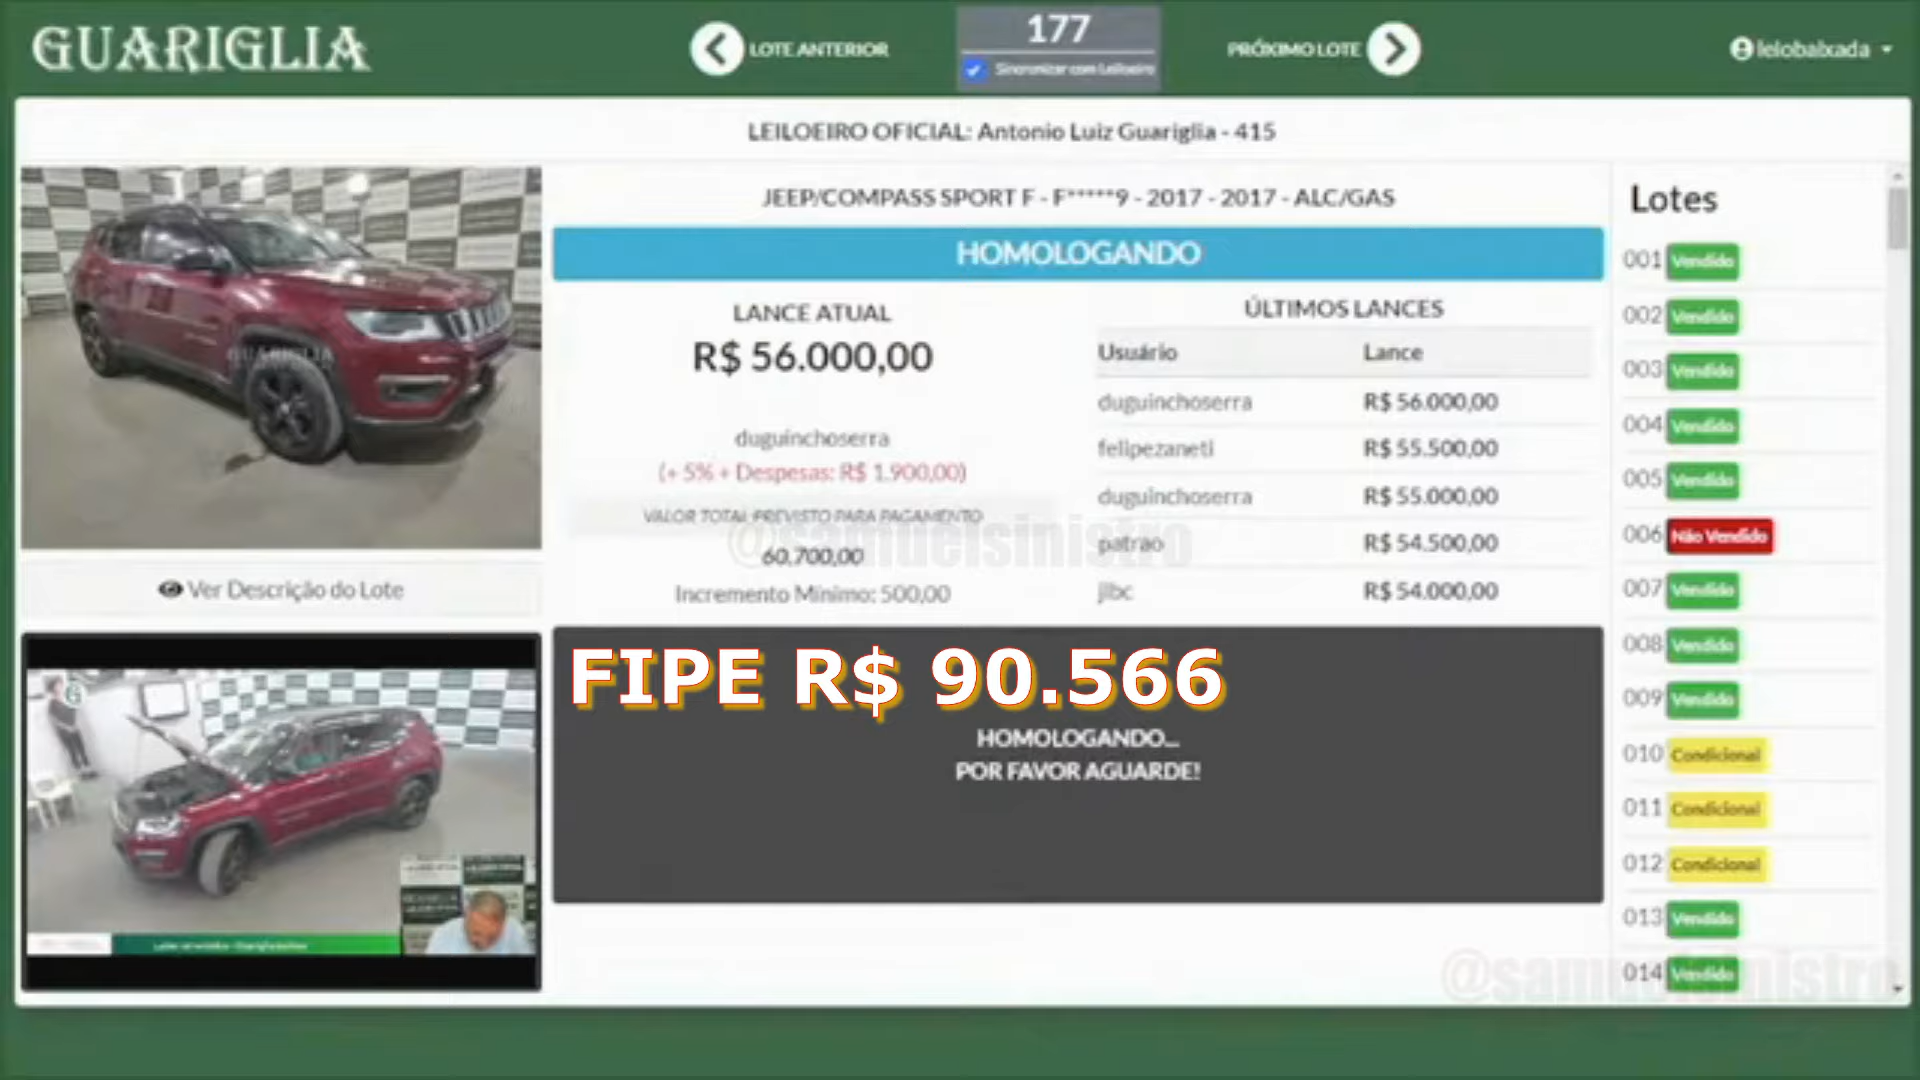 GUARIGLIA
LOTE ANTERIOR
177
Sincronizar com Leiloeiro
PRÓXIMO LOTE
leiobaixada
LEILOEIRO OFICIAL: Antonio Luiz Guariglia - 415
JEEP/COMPASS SPORT F - F*****9 - 2017 - 2017 - ALC/GAS
HOMOLOGANDO
LANCE ATUAL
R$ 56.000,00
duguinchoserra
(+ 5% + Despesas: R$ 1.900,00)
VALOR TOTAL PREVISTO PARA PAGAMENTO
60,700,00
Incremento Mínimo: 500,00
ÚLTIMOS LANCES
Usuário Lance
duguinchoserra R$ 56.000,00
felipezaneti R$ 55.500,00
duguinchoserra R$ 55.000,00
patrao R$ 54.500,00
jlbc R$ 54.000,00
@samuelsinistro
GUARIGLIA
Ver Descrição do Lote
FIPE R$ 90.566
HOMOLOGANDO...
POR FAVOR AGUARDE!
Lotes
001 Vendido
002 Vendido
003 Vendido
004 Vendido
005 Vendido
006 Não Vendido
007 Vendido
008 Vendido
009 Vendido
010 Condicional
011 Condicional
012 Condicional
013 Vendido
014 Vendido
@samuelsinistro